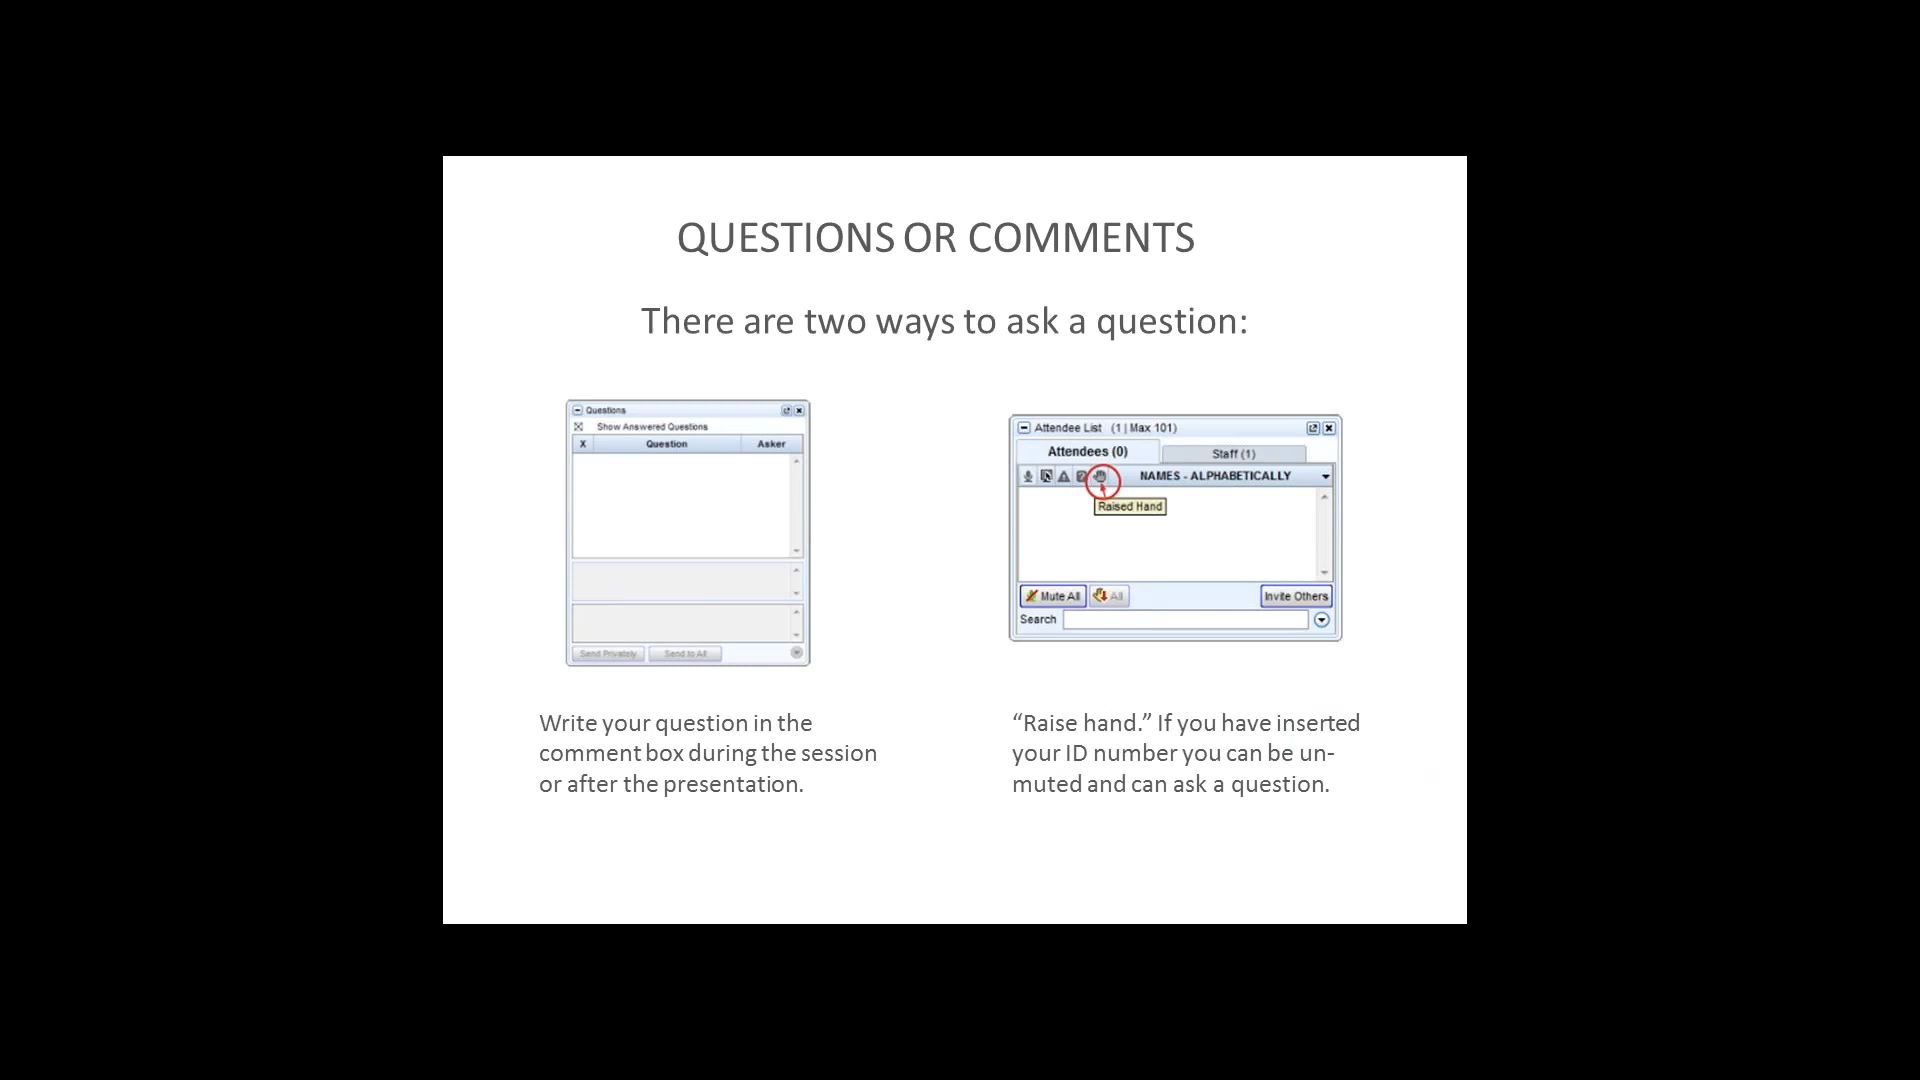 QUESTIONS OR COMMENTS
There are two ways to ask a question:
Questions
Show Answered Questions
X Question Asker
Send Privately Send to All
Write your question in the
comment box during the session
or after the presentation.
Attendee List (1 | Max 101)
Attendees (0) Staff (1)
NAMES - ALPHABETICALLY
Raised Hand
Mute All All Invite Others
Search
“Raise hand.” If you have inserted
your ID number you can be un-
muted and can ask a question.